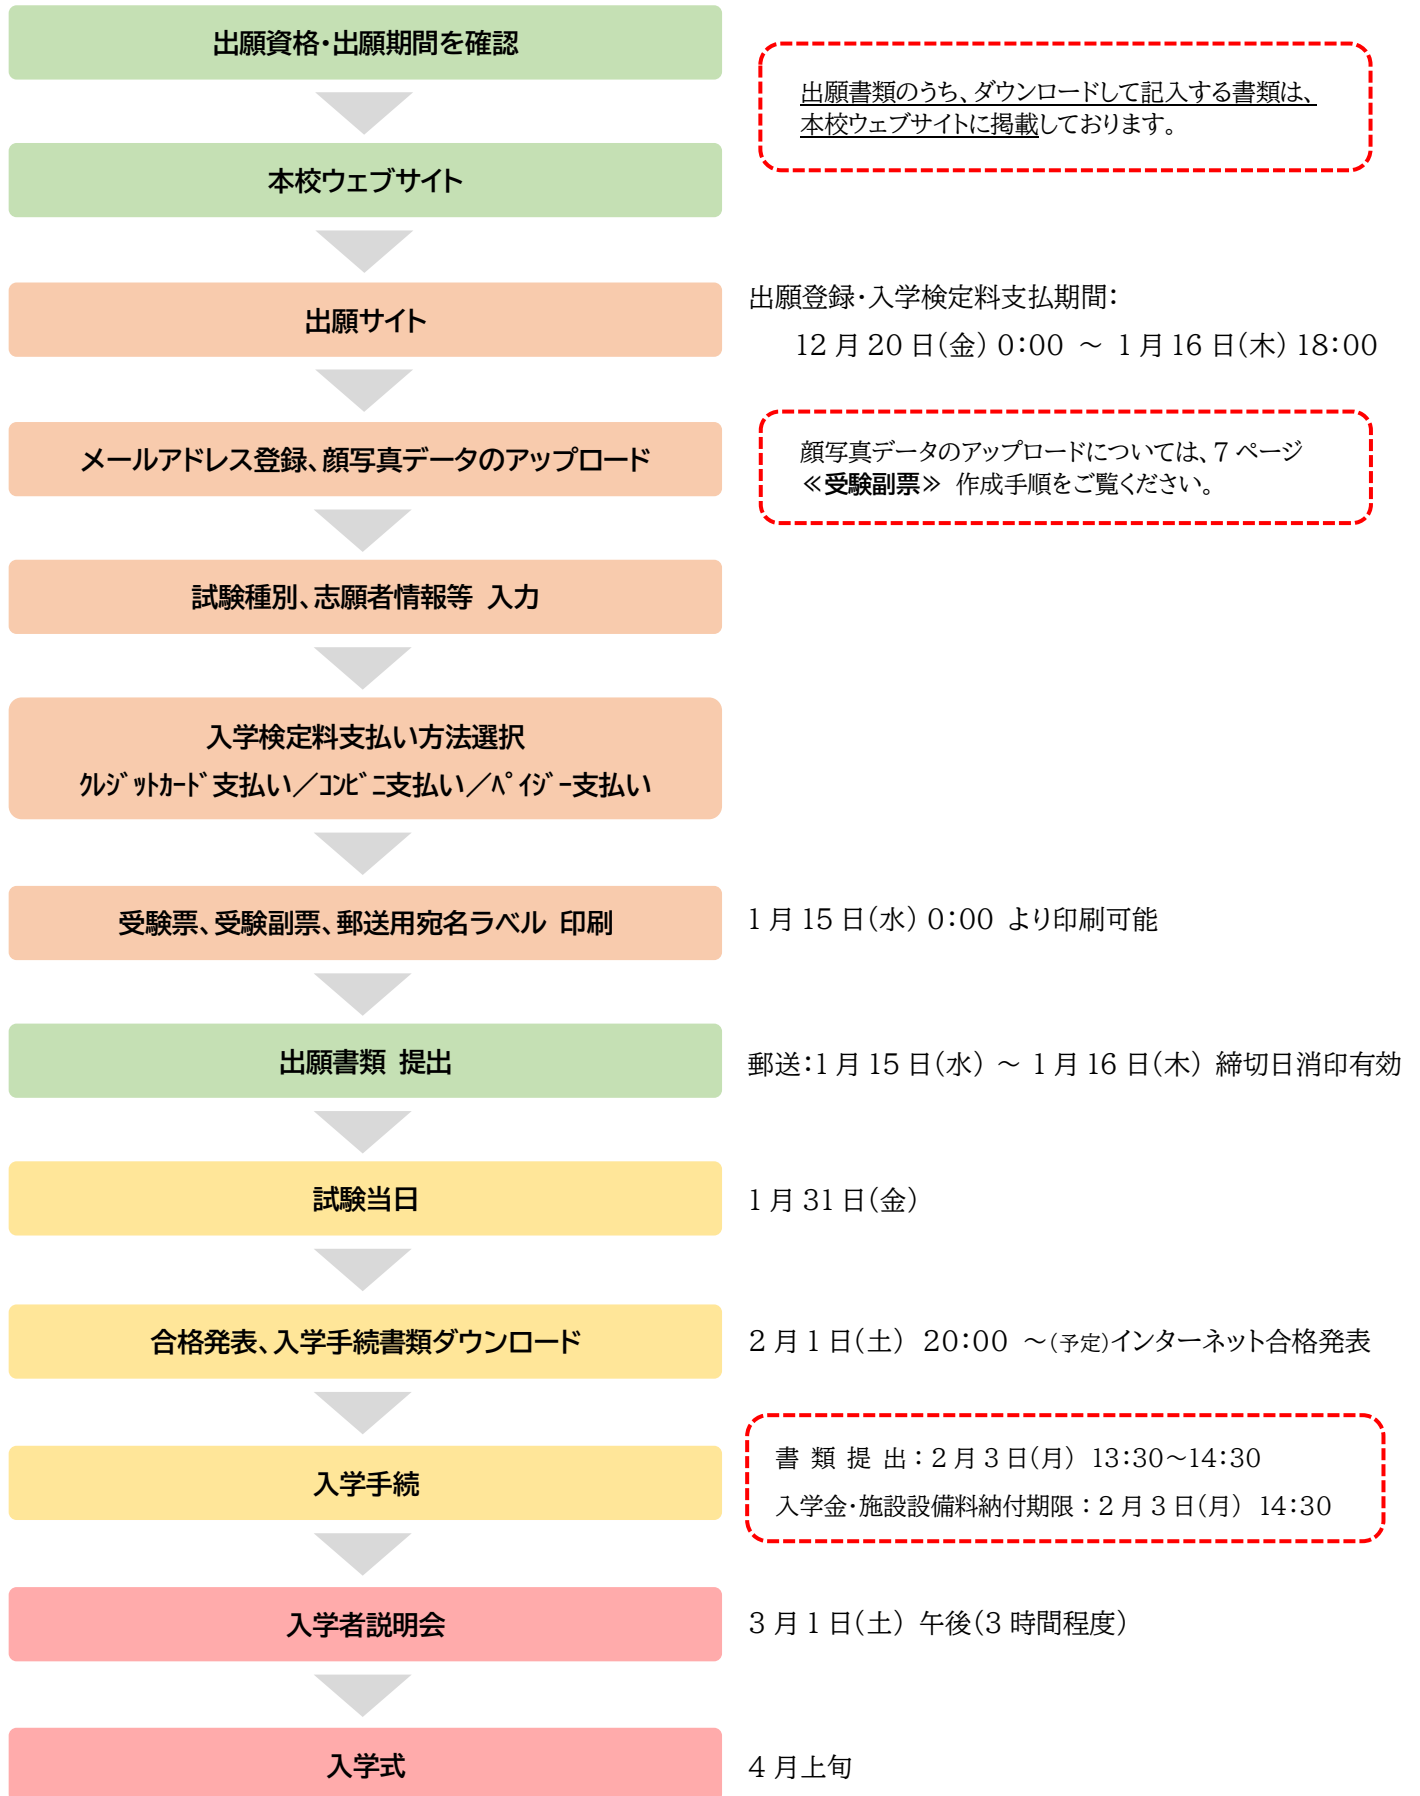 出願資格・出願期間を確認
出願書類のうち、ダウンロードして記入する書類は、
本校ウェブサイトに掲載しております。
本校ウェブサイト
出願サイト
出願登録・入学検定料支払期間：
12月20日（金）0：00 ～ 1月16日（木）18：00
メールアドレス登録、顔写真データのアップロード
顔写真データのアップロードについては、7ページ
≪受験副票≫ 作成手順をご覧ください。
試験種別、志願者情報等 入力
入学検定料支払い方法選択
ｸﾚｼﾞｯﾄｶｰﾄﾞ支払い／ｺﾝﾋﾞﾆ支払い／ﾍﾟｲｼﾞｰ支払い
受験票、受験副票、郵送用宛名ラベル 印刷
1月15日（水）0：00 より印刷可能
出願書類 提出
郵送：1月15日（水） ～ 1月16日（木） 締切日消印有効
試験当日
1月31日（金）
合格発表、入学手続書類ダウンロード
2月1日（土） 20：00 ～（予定）インターネット合格発表
入学手続
書 類 提 出 ： 2月3日（月） 13：30～14：30
入学金・施設設備料納付期限 ： 2月3日（月） 14：30
入学者説明会
3月1日（土） 午後（3時間程度）
入学式
4月上旬